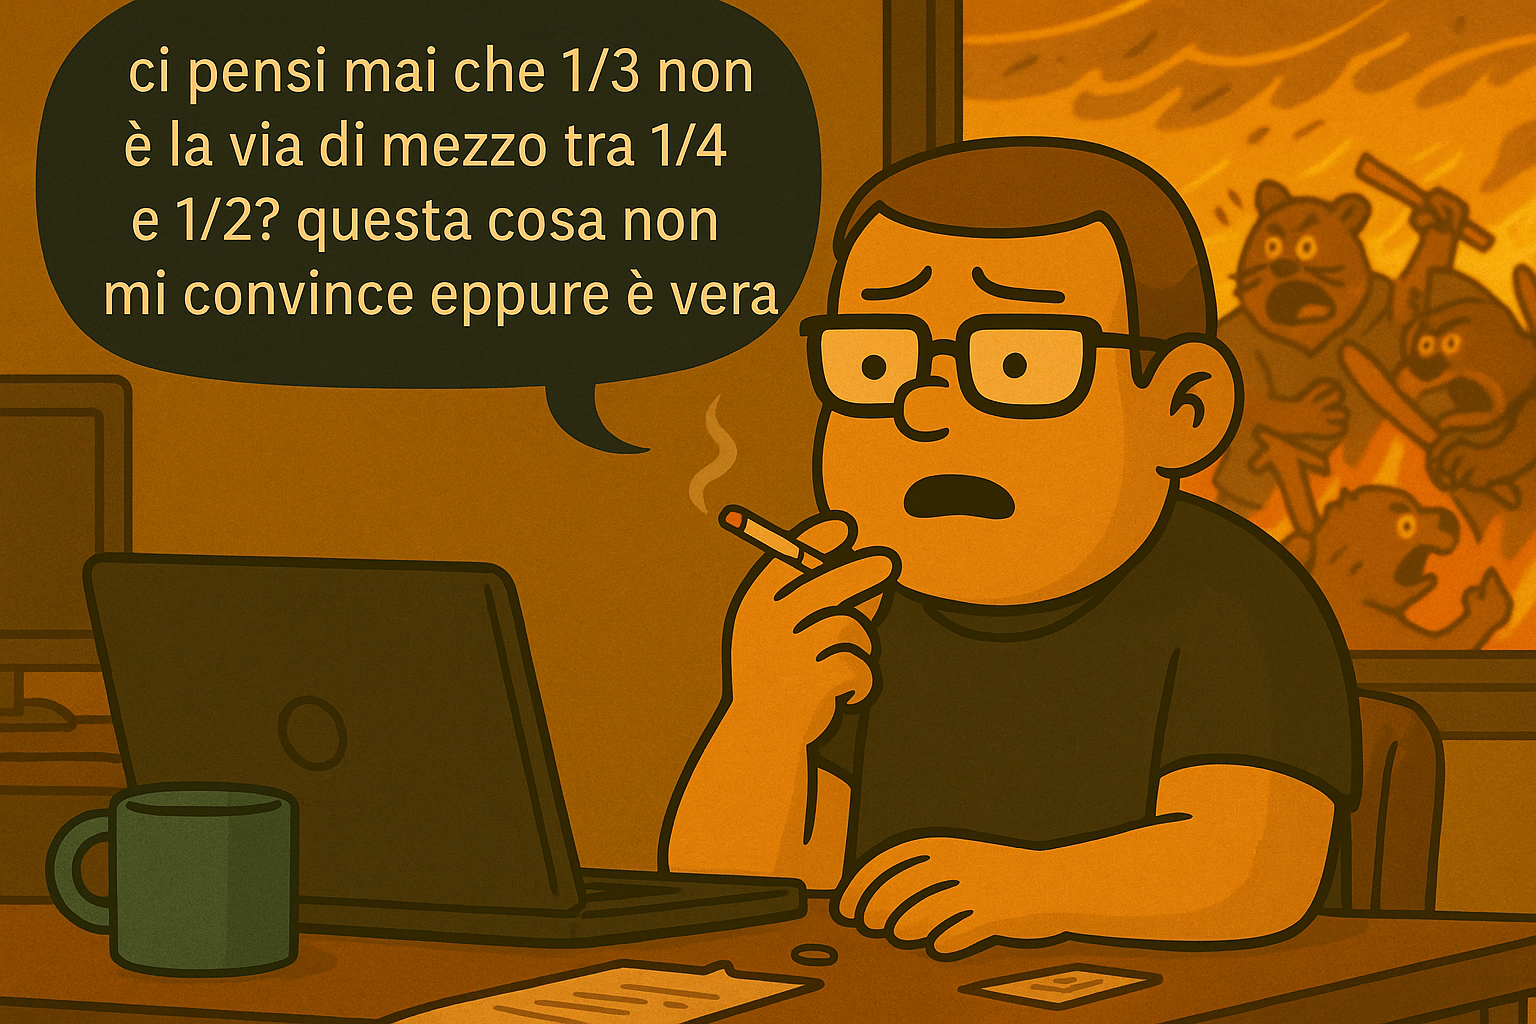 ci pensi mai che 1/3 non
è la via di mezzo tra 1/4
e 1/2? questa cosa non
mi convince eppure è vera